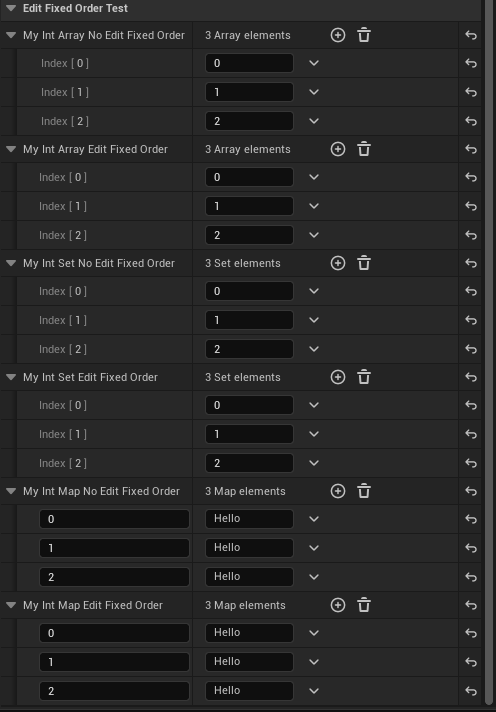 Edit Fixed Order Test
My Int Array No Edit Fixed Order 3 Array elements
Index [ 0 ] 0
Index [ 1 ] 1
Index [ 2 ] 2
My Int Array Edit Fixed Order 3 Array elements
Index [ 0 ] 0
Index [ 1 ] 1
Index [ 2 ] 2
My Int Set No Edit Fixed Order 3 Set elements
Index [ 0 ] 0
Index [ 1 ] 1
Index [ 2 ] 2
My Int Set Edit Fixed Order 3 Set elements
Index [ 0 ] 0
Index [ 1 ] 1
Index [ 2 ] 2
My Int Map No Edit Fixed Order 3 Map elements
0 Hello
1 Hello
2 Hello
My Int Map Edit Fixed Order 3 Map elements
0 Hello
1 Hello
2 Hello